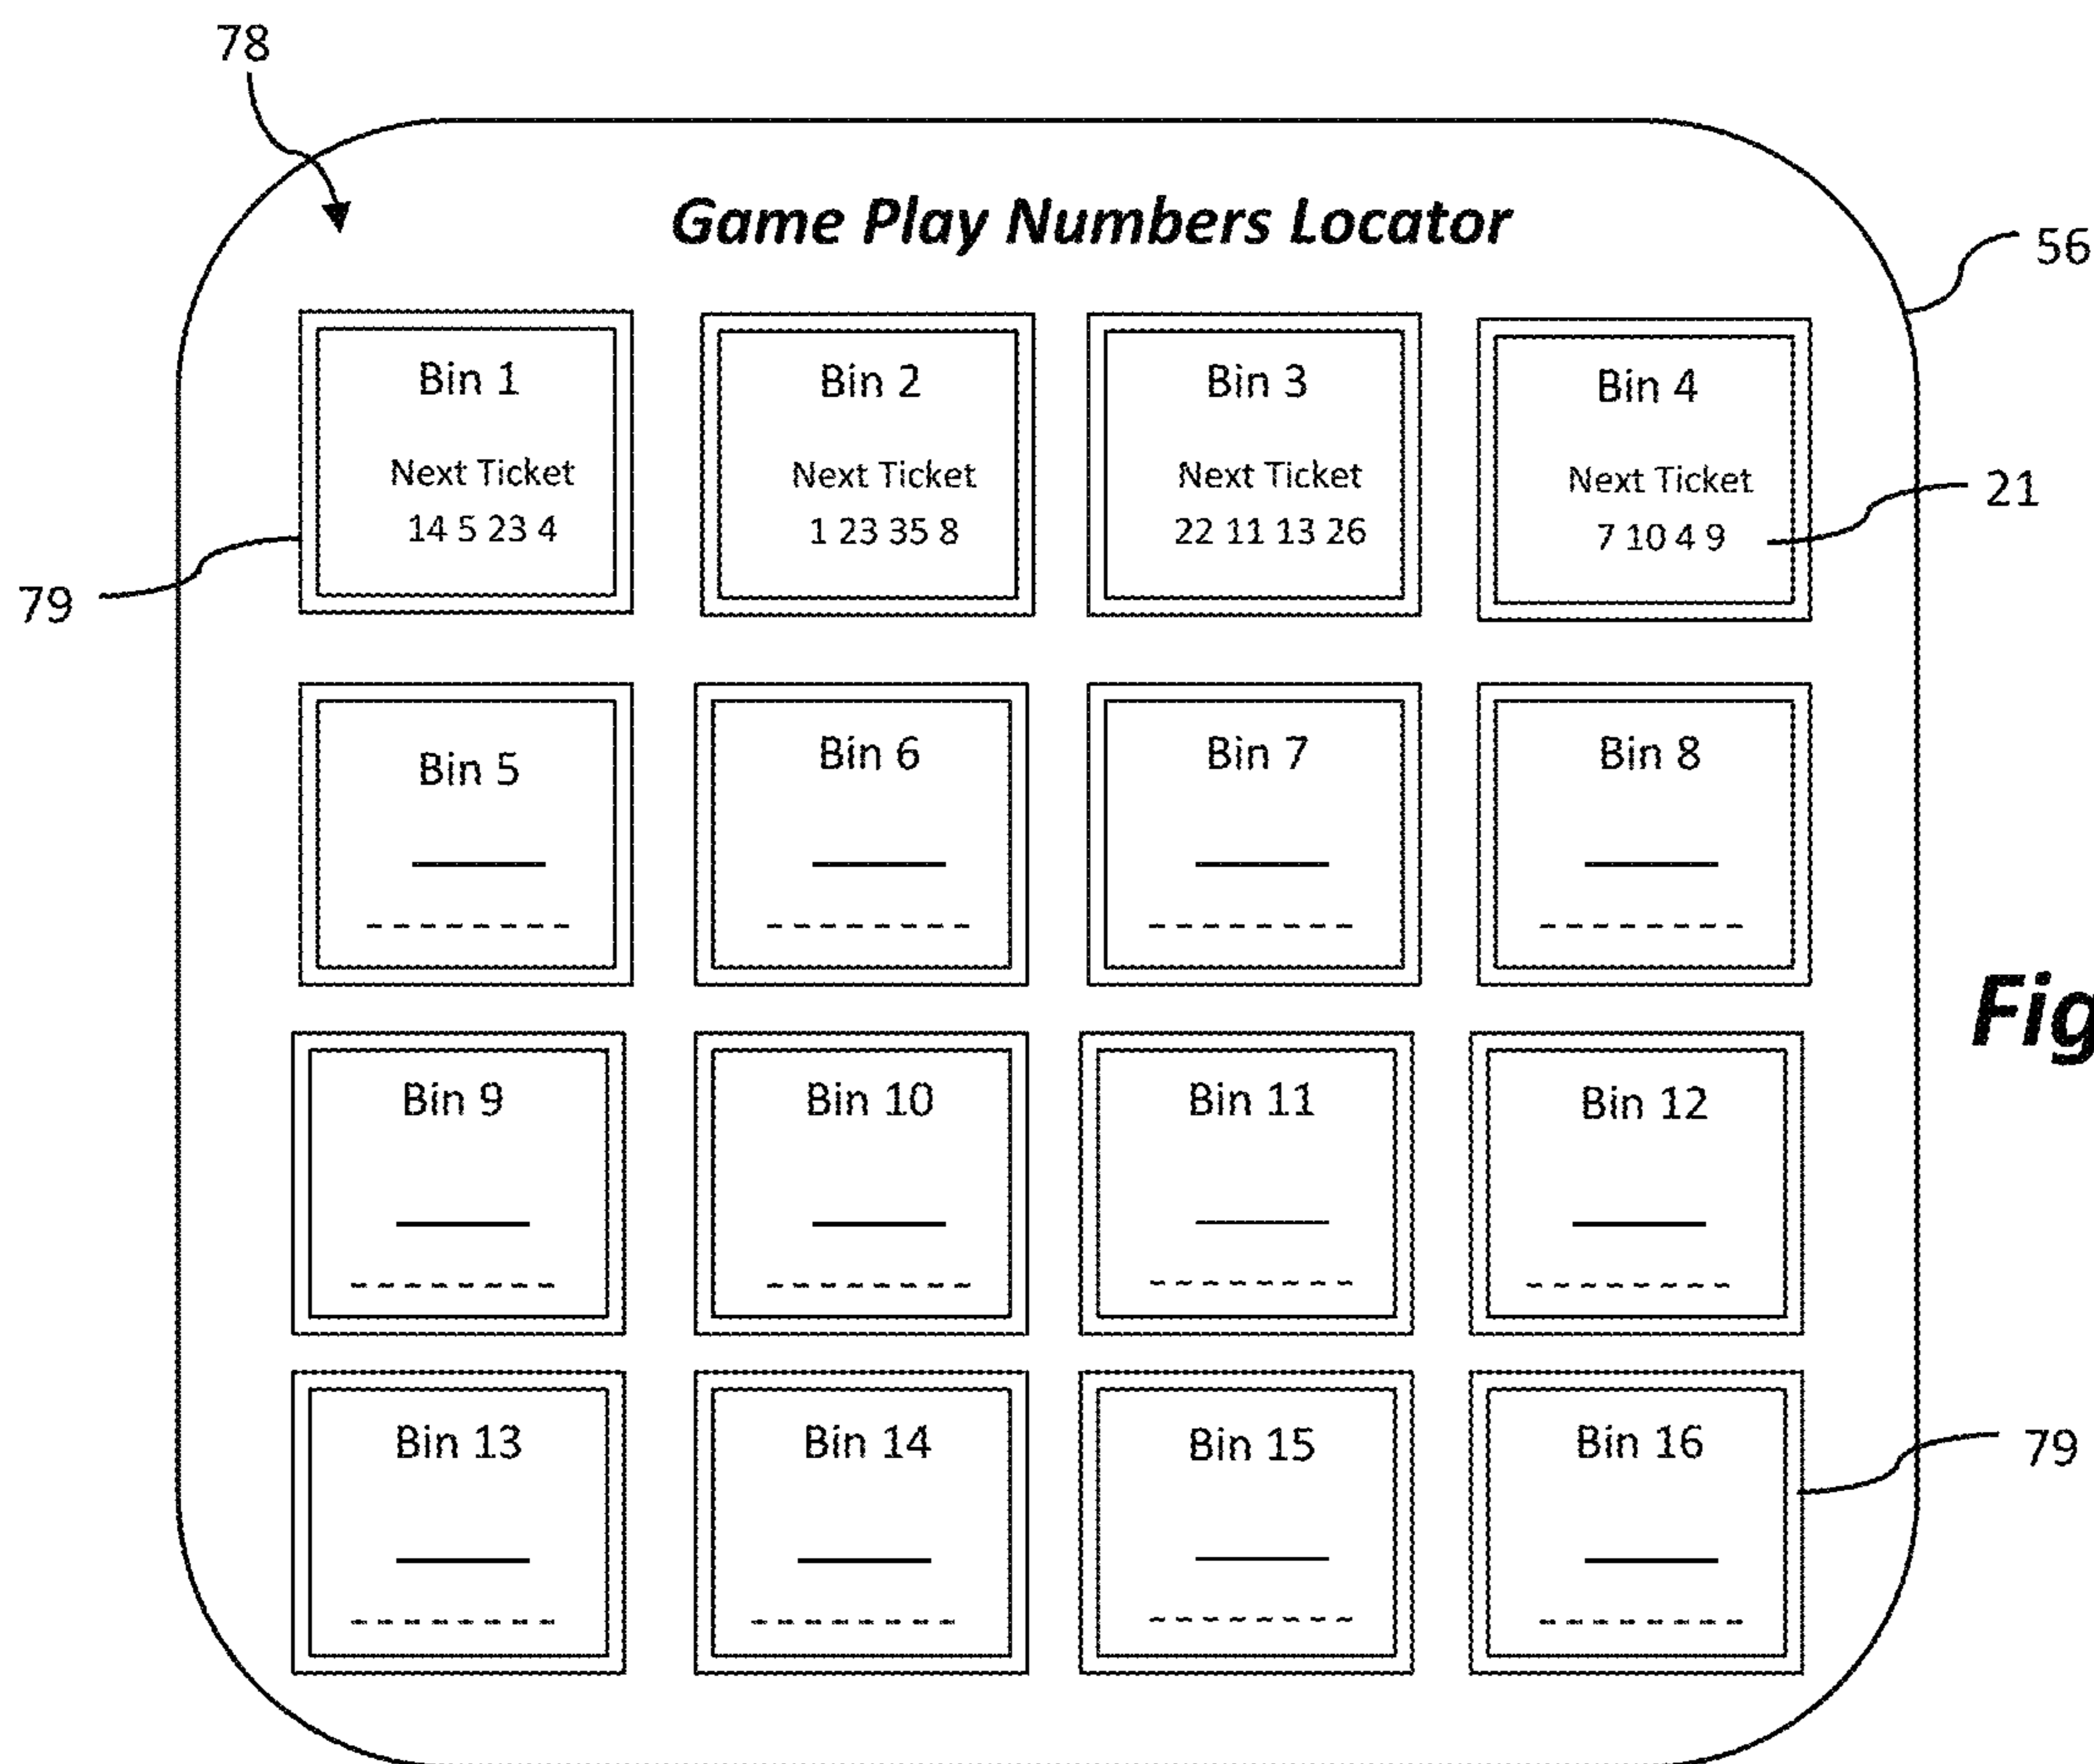 78
Game Play Numbers Locator
56
Bin 1
Next Ticket
14 5 23 4
Bin 2
Next Ticket
1 23 35 8
Bin 3
Next Ticket
22 11 13 26
Bin 4
Next Ticket
7 10 4 9
21
79
Bin 5
Bin 6
Bin 7
Bin 8
Fig
Bin 9
Bin 10
Bin 11
Bin 12
Bin 13
Bin 14
Bin 15
Bin 16
79